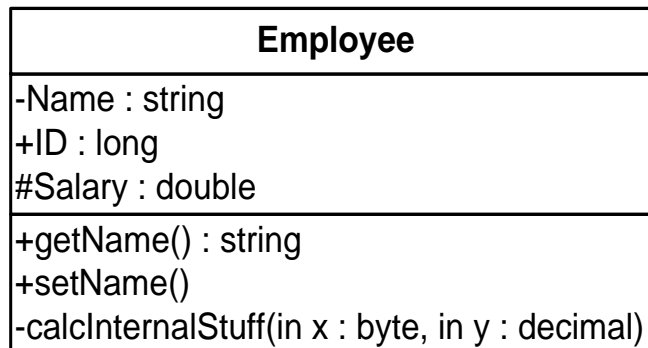 Employee
-Name : string
+ID : long
#Salary : double
+getName() : string
+setName()
-calcInternalStuff(in x : byte, in y : decimal)